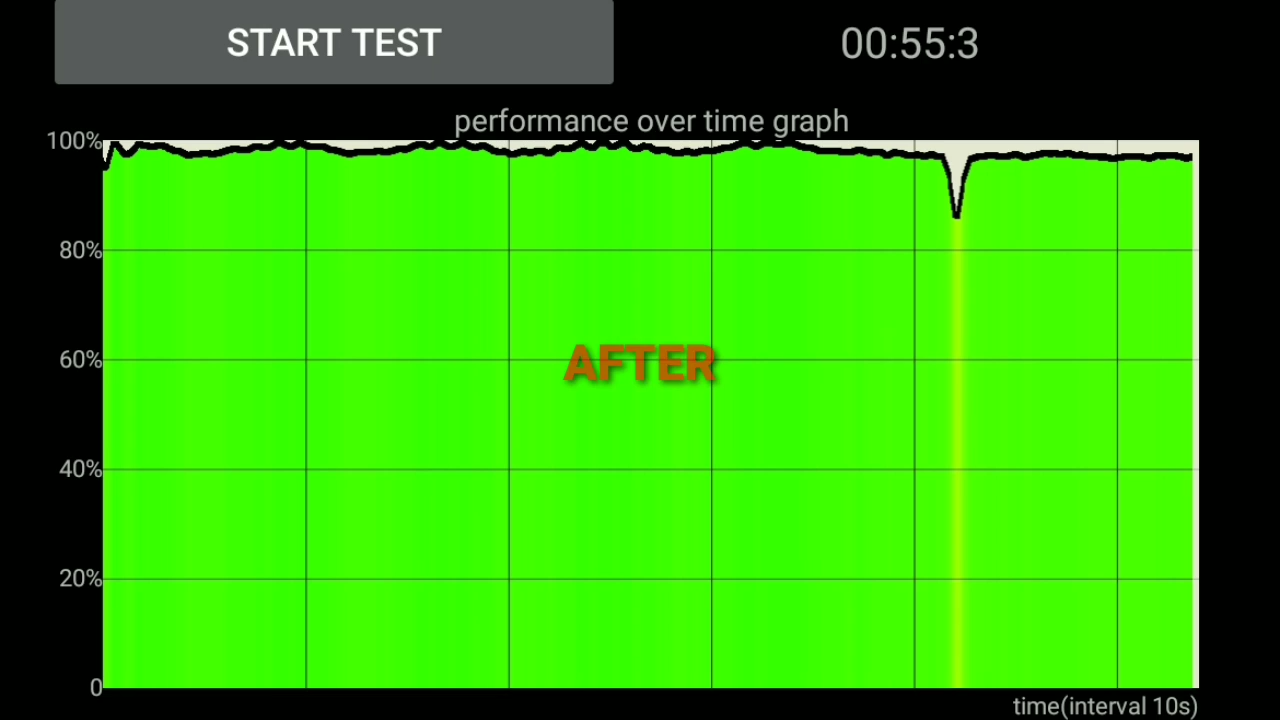 START TEST
00:55:3
performance over time graph
100%
80%
60%
AFTER
40%
20%
0
time(interval 10s)